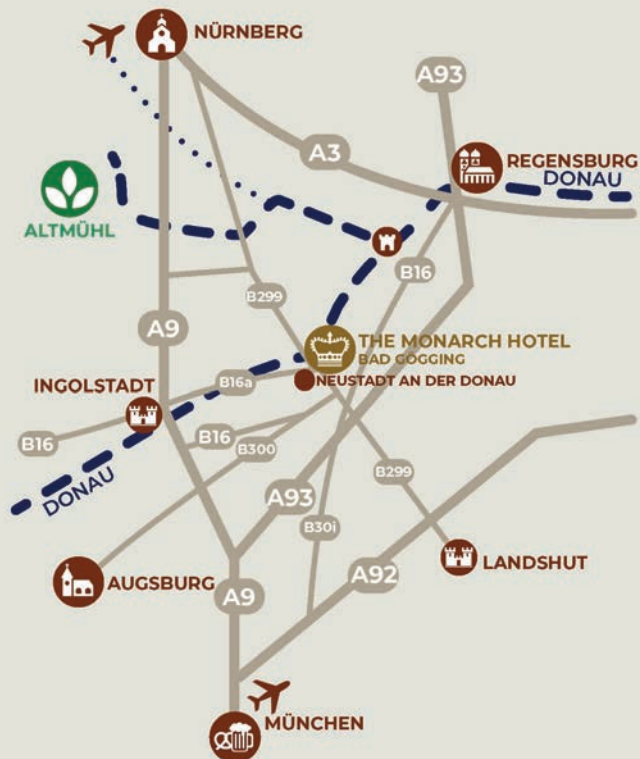 NÜRNBERG
A93
A3
REGENSBURG
DONAU
ALTMÜHL
B16
B299
A9
THE MONARCH HOTEL
BAD GÖGGING
NEUSTADT AN DER DONAU
INGOLSTADT
B16a
B16
B16
B300
B299
DONAU
A93
B30i
AUGSBURG
A9
A92
LANDSHUT
MÜNCHEN